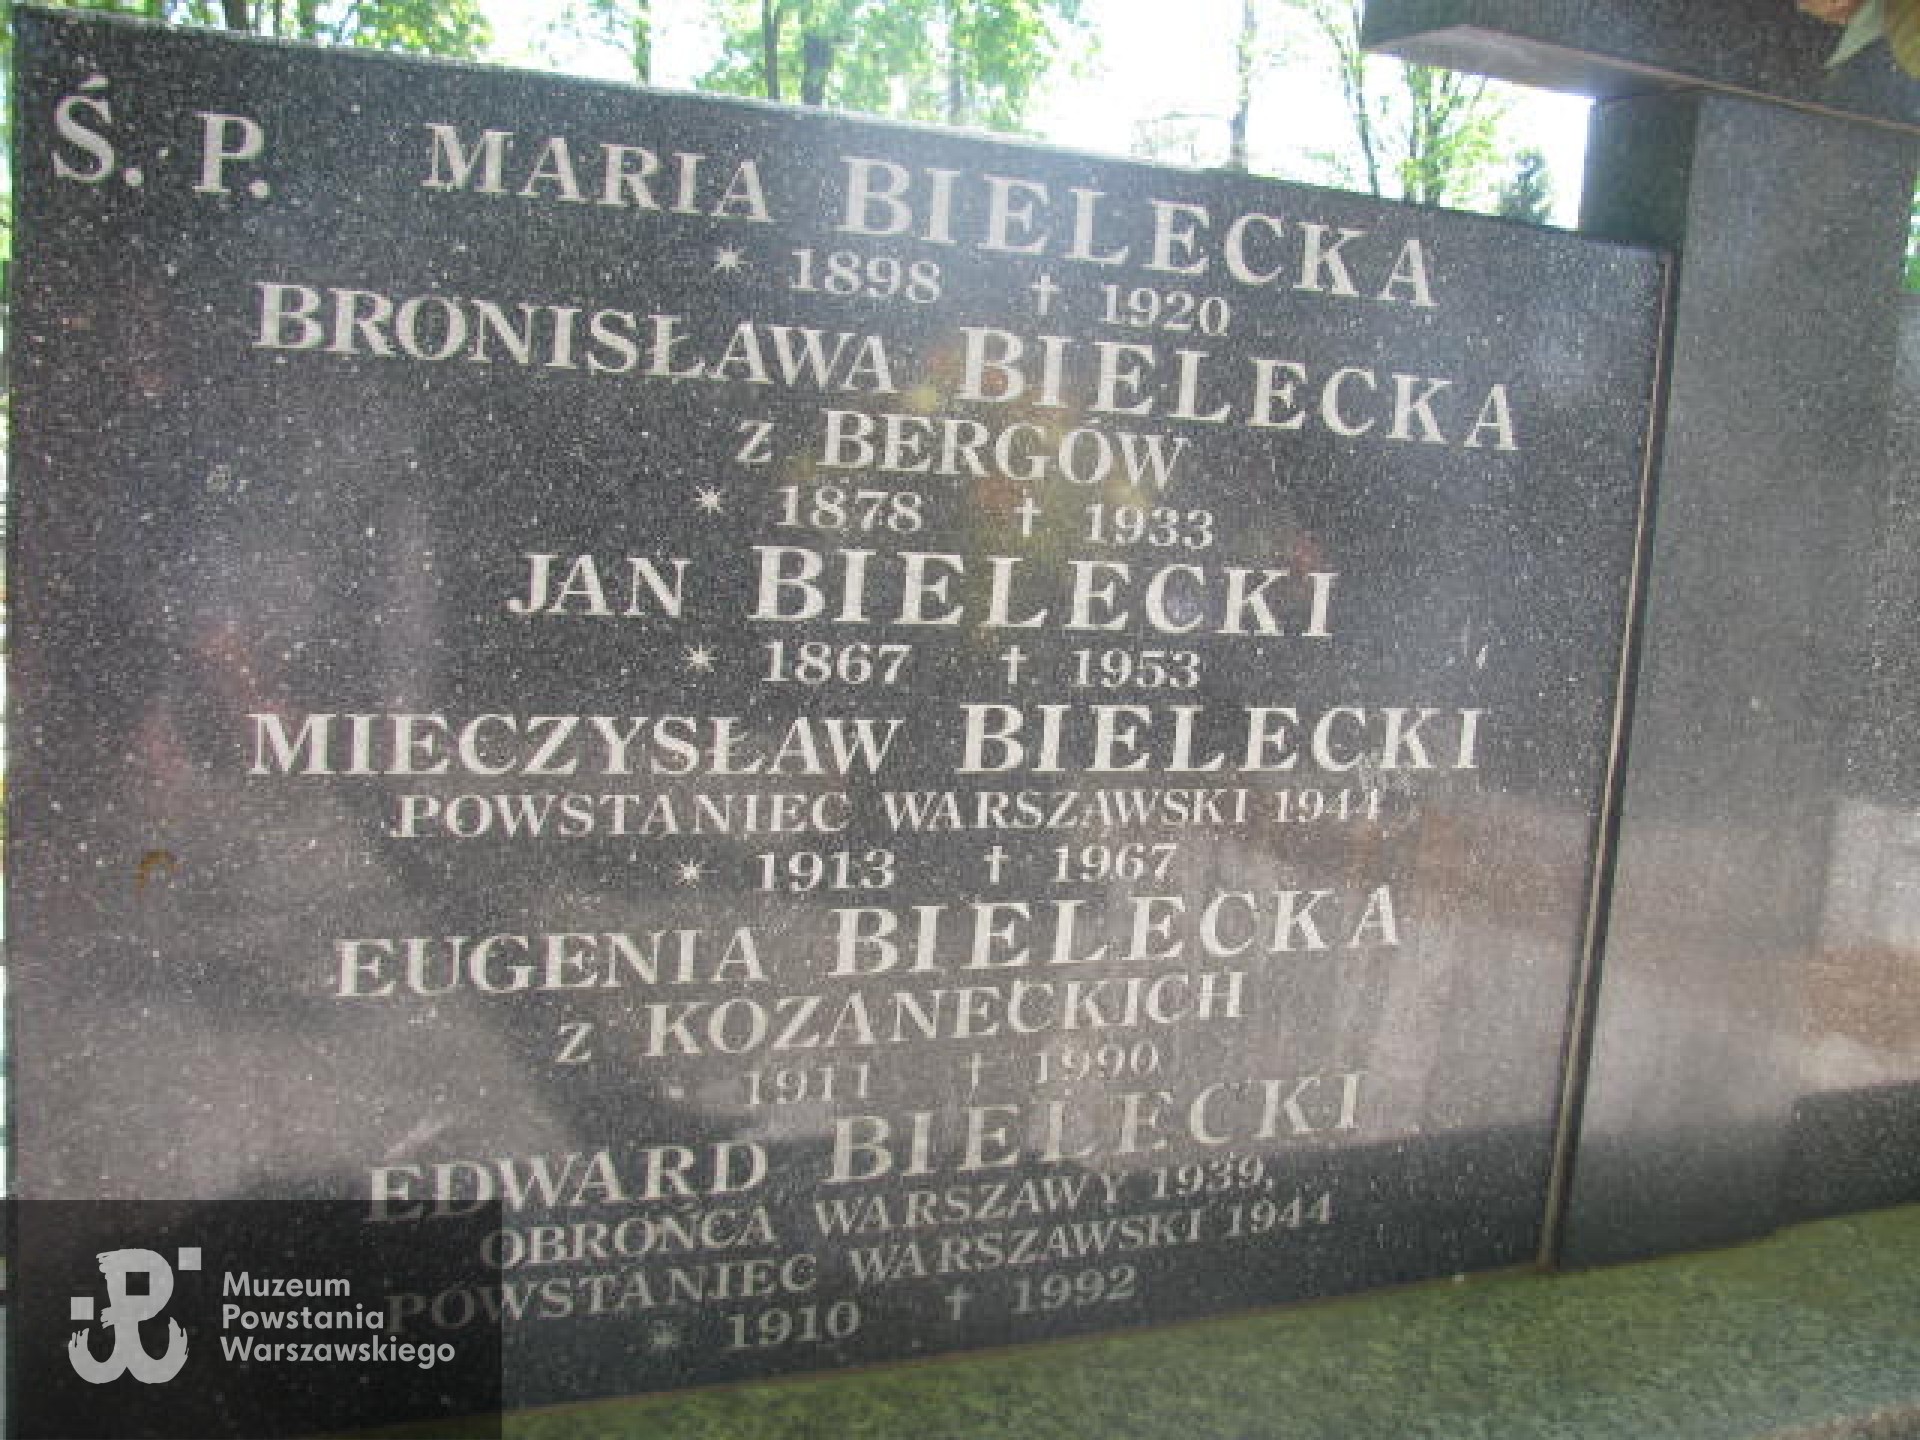 Ś. P. MARIA BIELECKA
* 1898 † 1920
BRONISŁAWA BIELECKA
Z BERGÓW
* 1878 † 1933
JAN BIELECKI
* 1867 † 1953
MIECZYSŁAW BIELECKI
POWSTANIEC WARSZAWSKI 1944
* 1913 † 1967
EUGENIA BIELECKA
Z KOZANECKICH
* 1911 † 1990
EDWARD BIELECKI
OBROŃCA WARSZAWY 1939,
POWSTANIEC WARSZAWSKI 1944
* 1910 † 1992
Muzeum
Powstania
Warszawskiego